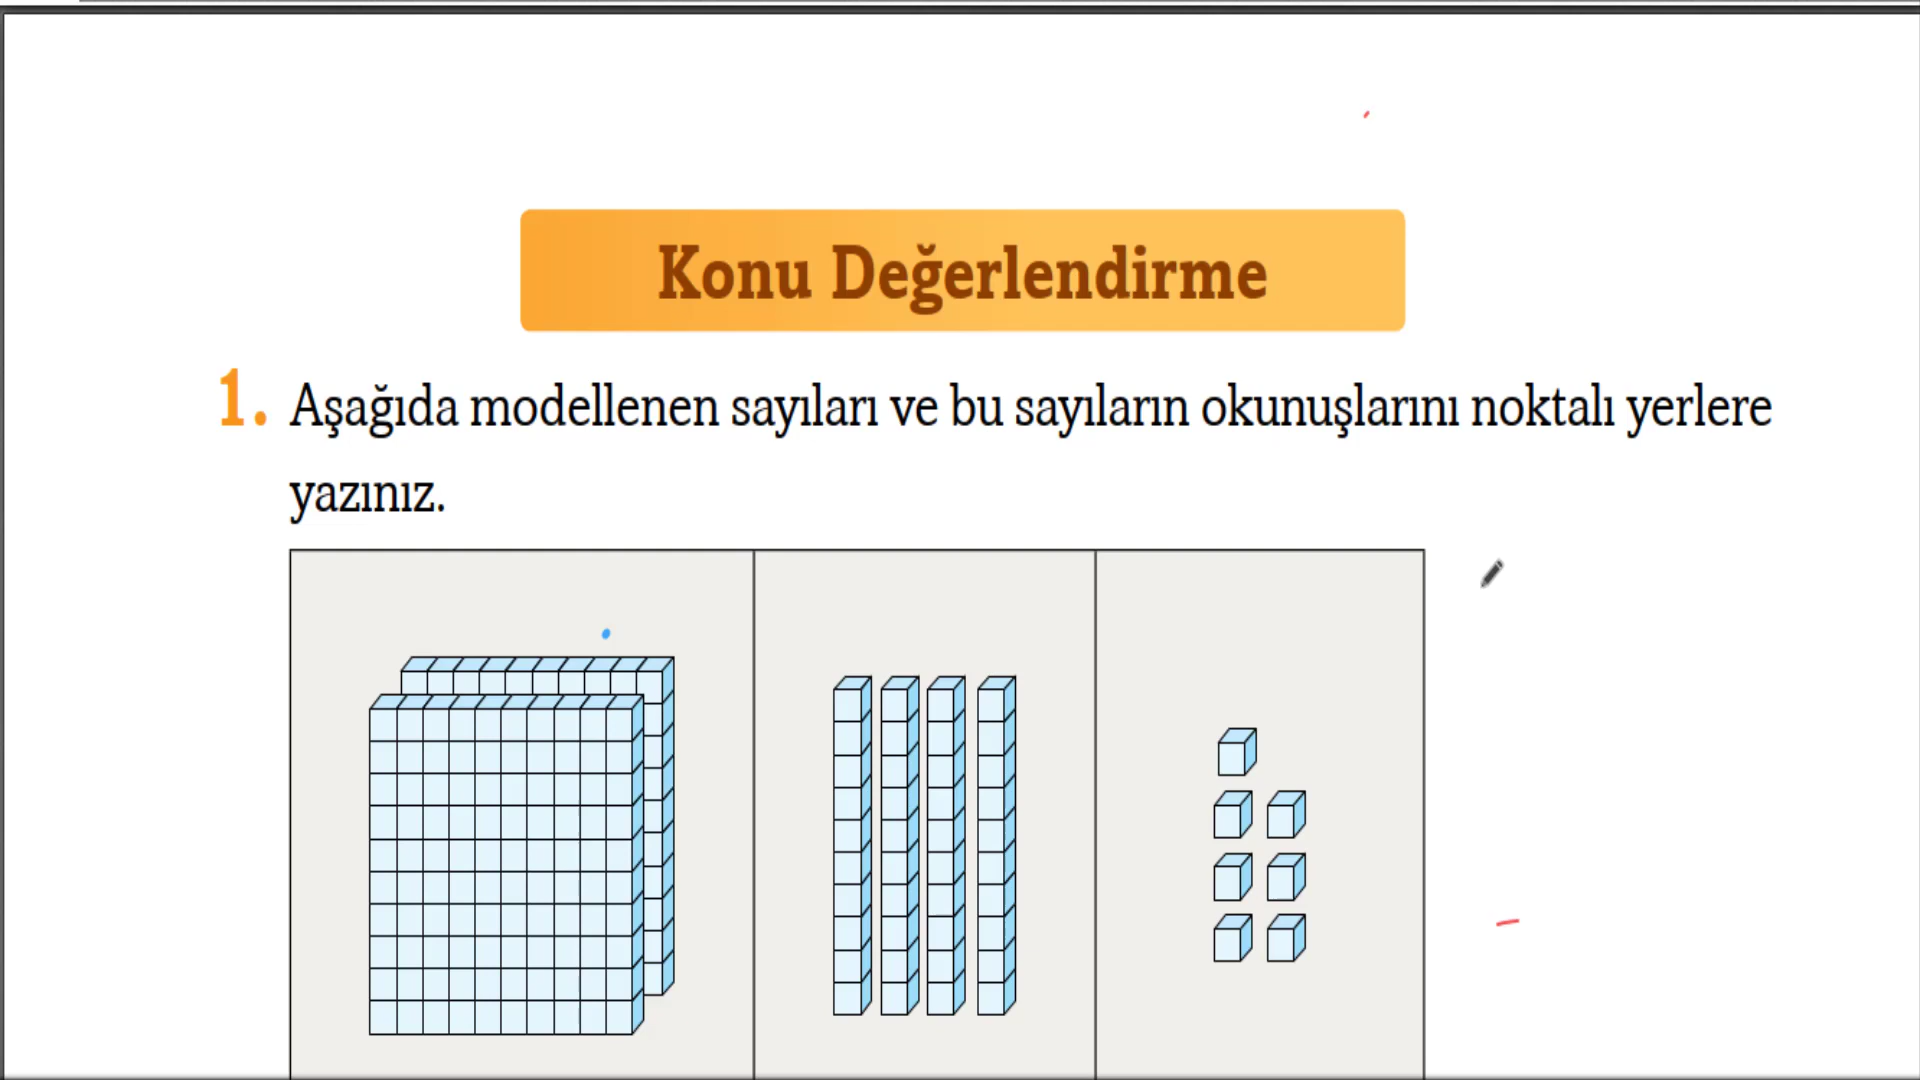 Konu Değerlendirme
1. Aşağıda modellenen sayıları ve bu sayıların okunuşlarını noktalı yerlere
yazınız.